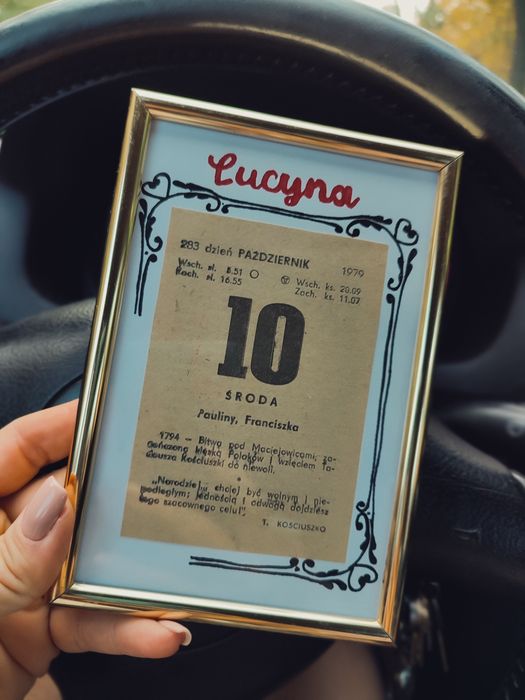 Lucyna
283 dzień PAŹDZIERNIK 1979
Wsch. sł. 5.51 Wsch. ks. 20.09
Zach. sł. 16.55 Zach. ks. 11.07
10
ŚRODA
Pauliny, Franciszka
1794 — Bitwa pod Maciejowicami, za-
kończona klęską Polaków i wzięciem Ta-
deusza Kościuszki do niewoli.
„Narodzie!... chciej być wolnym i nie-
podległym; jednością i odwagą dojdziesz
tego szacownego celu!"
T. KOŚCIUSZKO